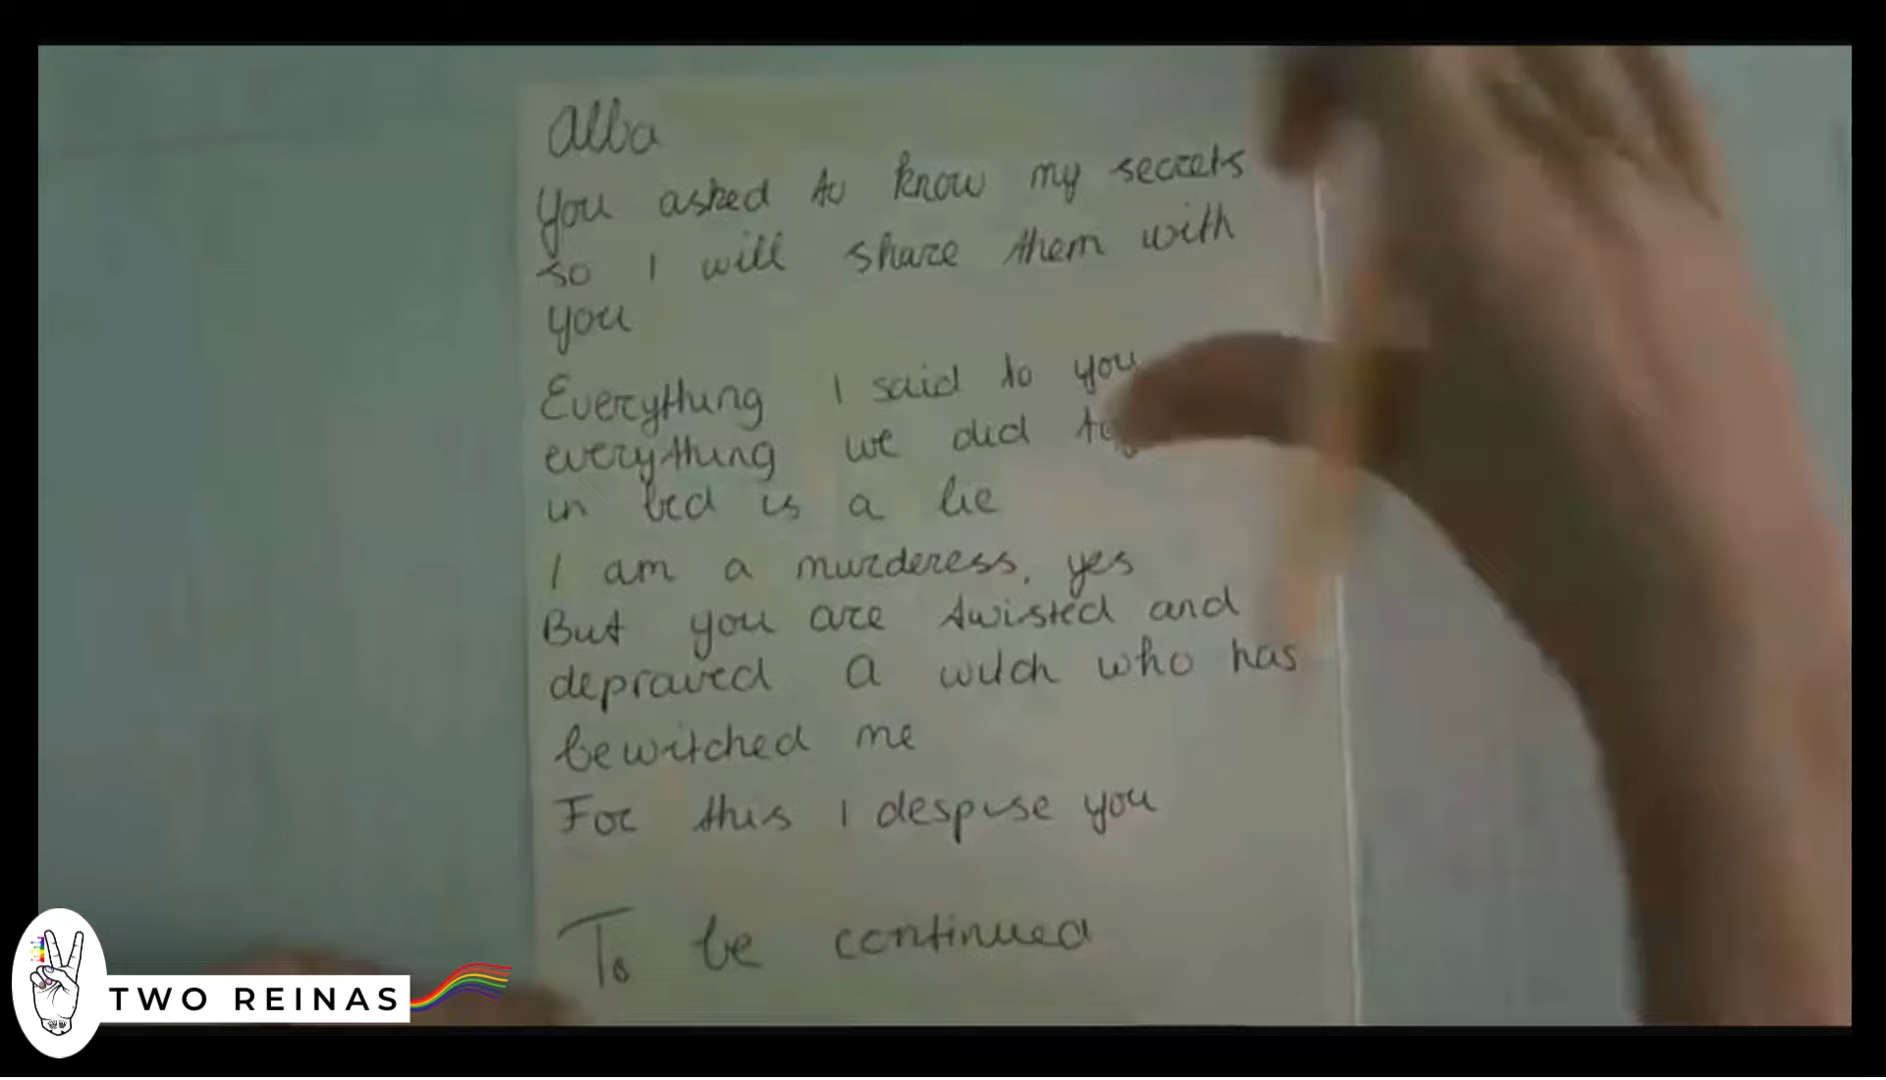 Alba
You asked to know my secrets
so I will share them with
you
Everything I said to you
everything we did
in bed is a lie
I am a murderess, yes
But you are twisted and
depraved A witch who has
bewitched me
For this I despise you
To be continued
TWO REINAS